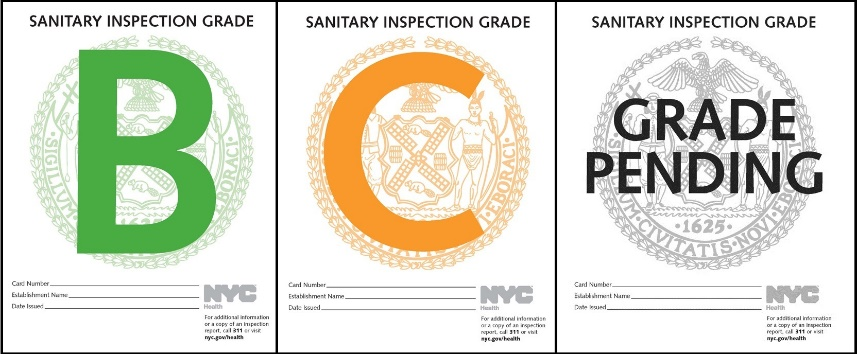 SANITARY INSPECTION GRADE
SIGILLUM
B
EBORACI
Card Number
Establishment Name
Date Issued
NYC
Health
For additional information
or a copy of an inspection
report, call 311 or visit
nyc.gov/health
SANITARY INSPECTION GRADE
C
EBORACI
Card Number
Establishment Name
Date Issued
NYC
Health
For additional information
or a copy of an inspection
report, call 311 or visit
nyc.gov/health
SANITARY INSPECTION GRADE
GRADE
PENDING
·1625·
CIVITATIS·NOVI
Card Number
Establishment Name
Date Issued
NYC
Health
For additional information
or a copy of an inspection
report, call 311 or visit
nyc.gov/health